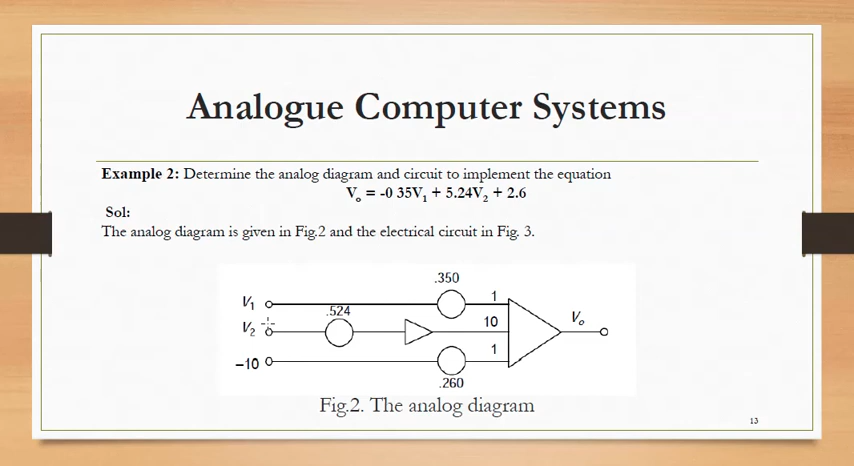 Analogue Computer Systems
Example 2: Determine the analog diagram and circuit to implement the equation
Vo = -0 35V1 + 5.24V2 + 2.6
Sol:
The analog diagram is given in Fig.2 and the electrical circuit in Fig. 3.
.350
V1 1
.524
V2 10 Vo
1
−10
.260
Fig.2. The analog diagram
13